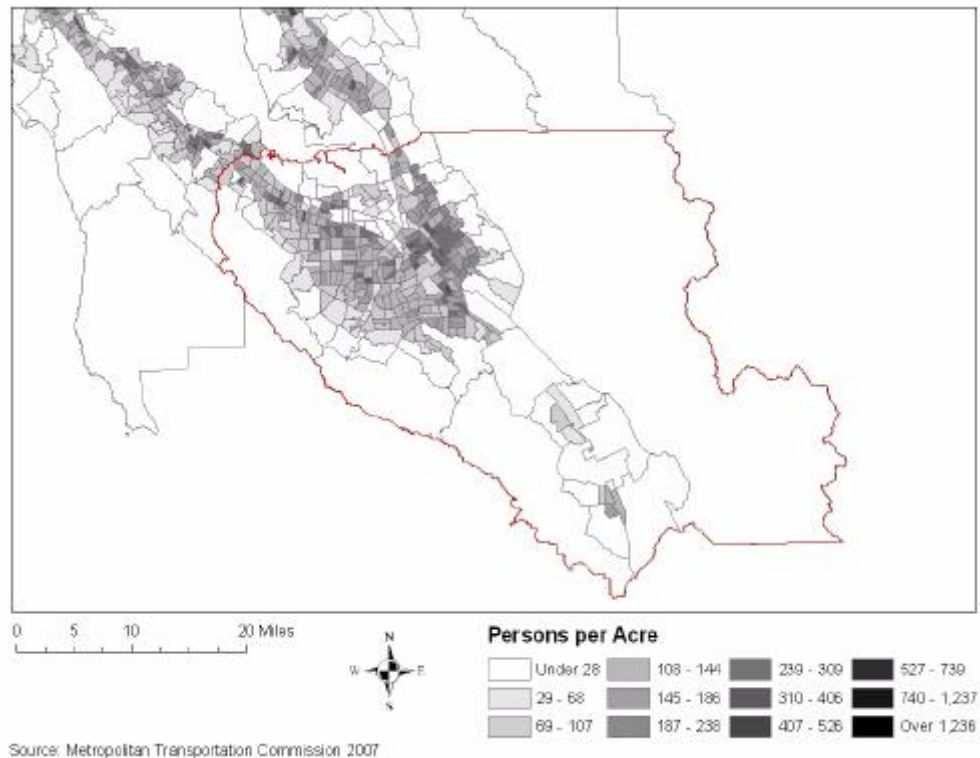 0 5 10 20 Miles
N
W E
S
Persons per Acre
Under 28
29 - 68
69 - 107
108 - 144
145 - 186
187 - 238
239 - 309
310 - 406
407 - 526
527 - 739
740 - 1,237
Over 1,236
Source: Metropolitan Transportation Commission 2007